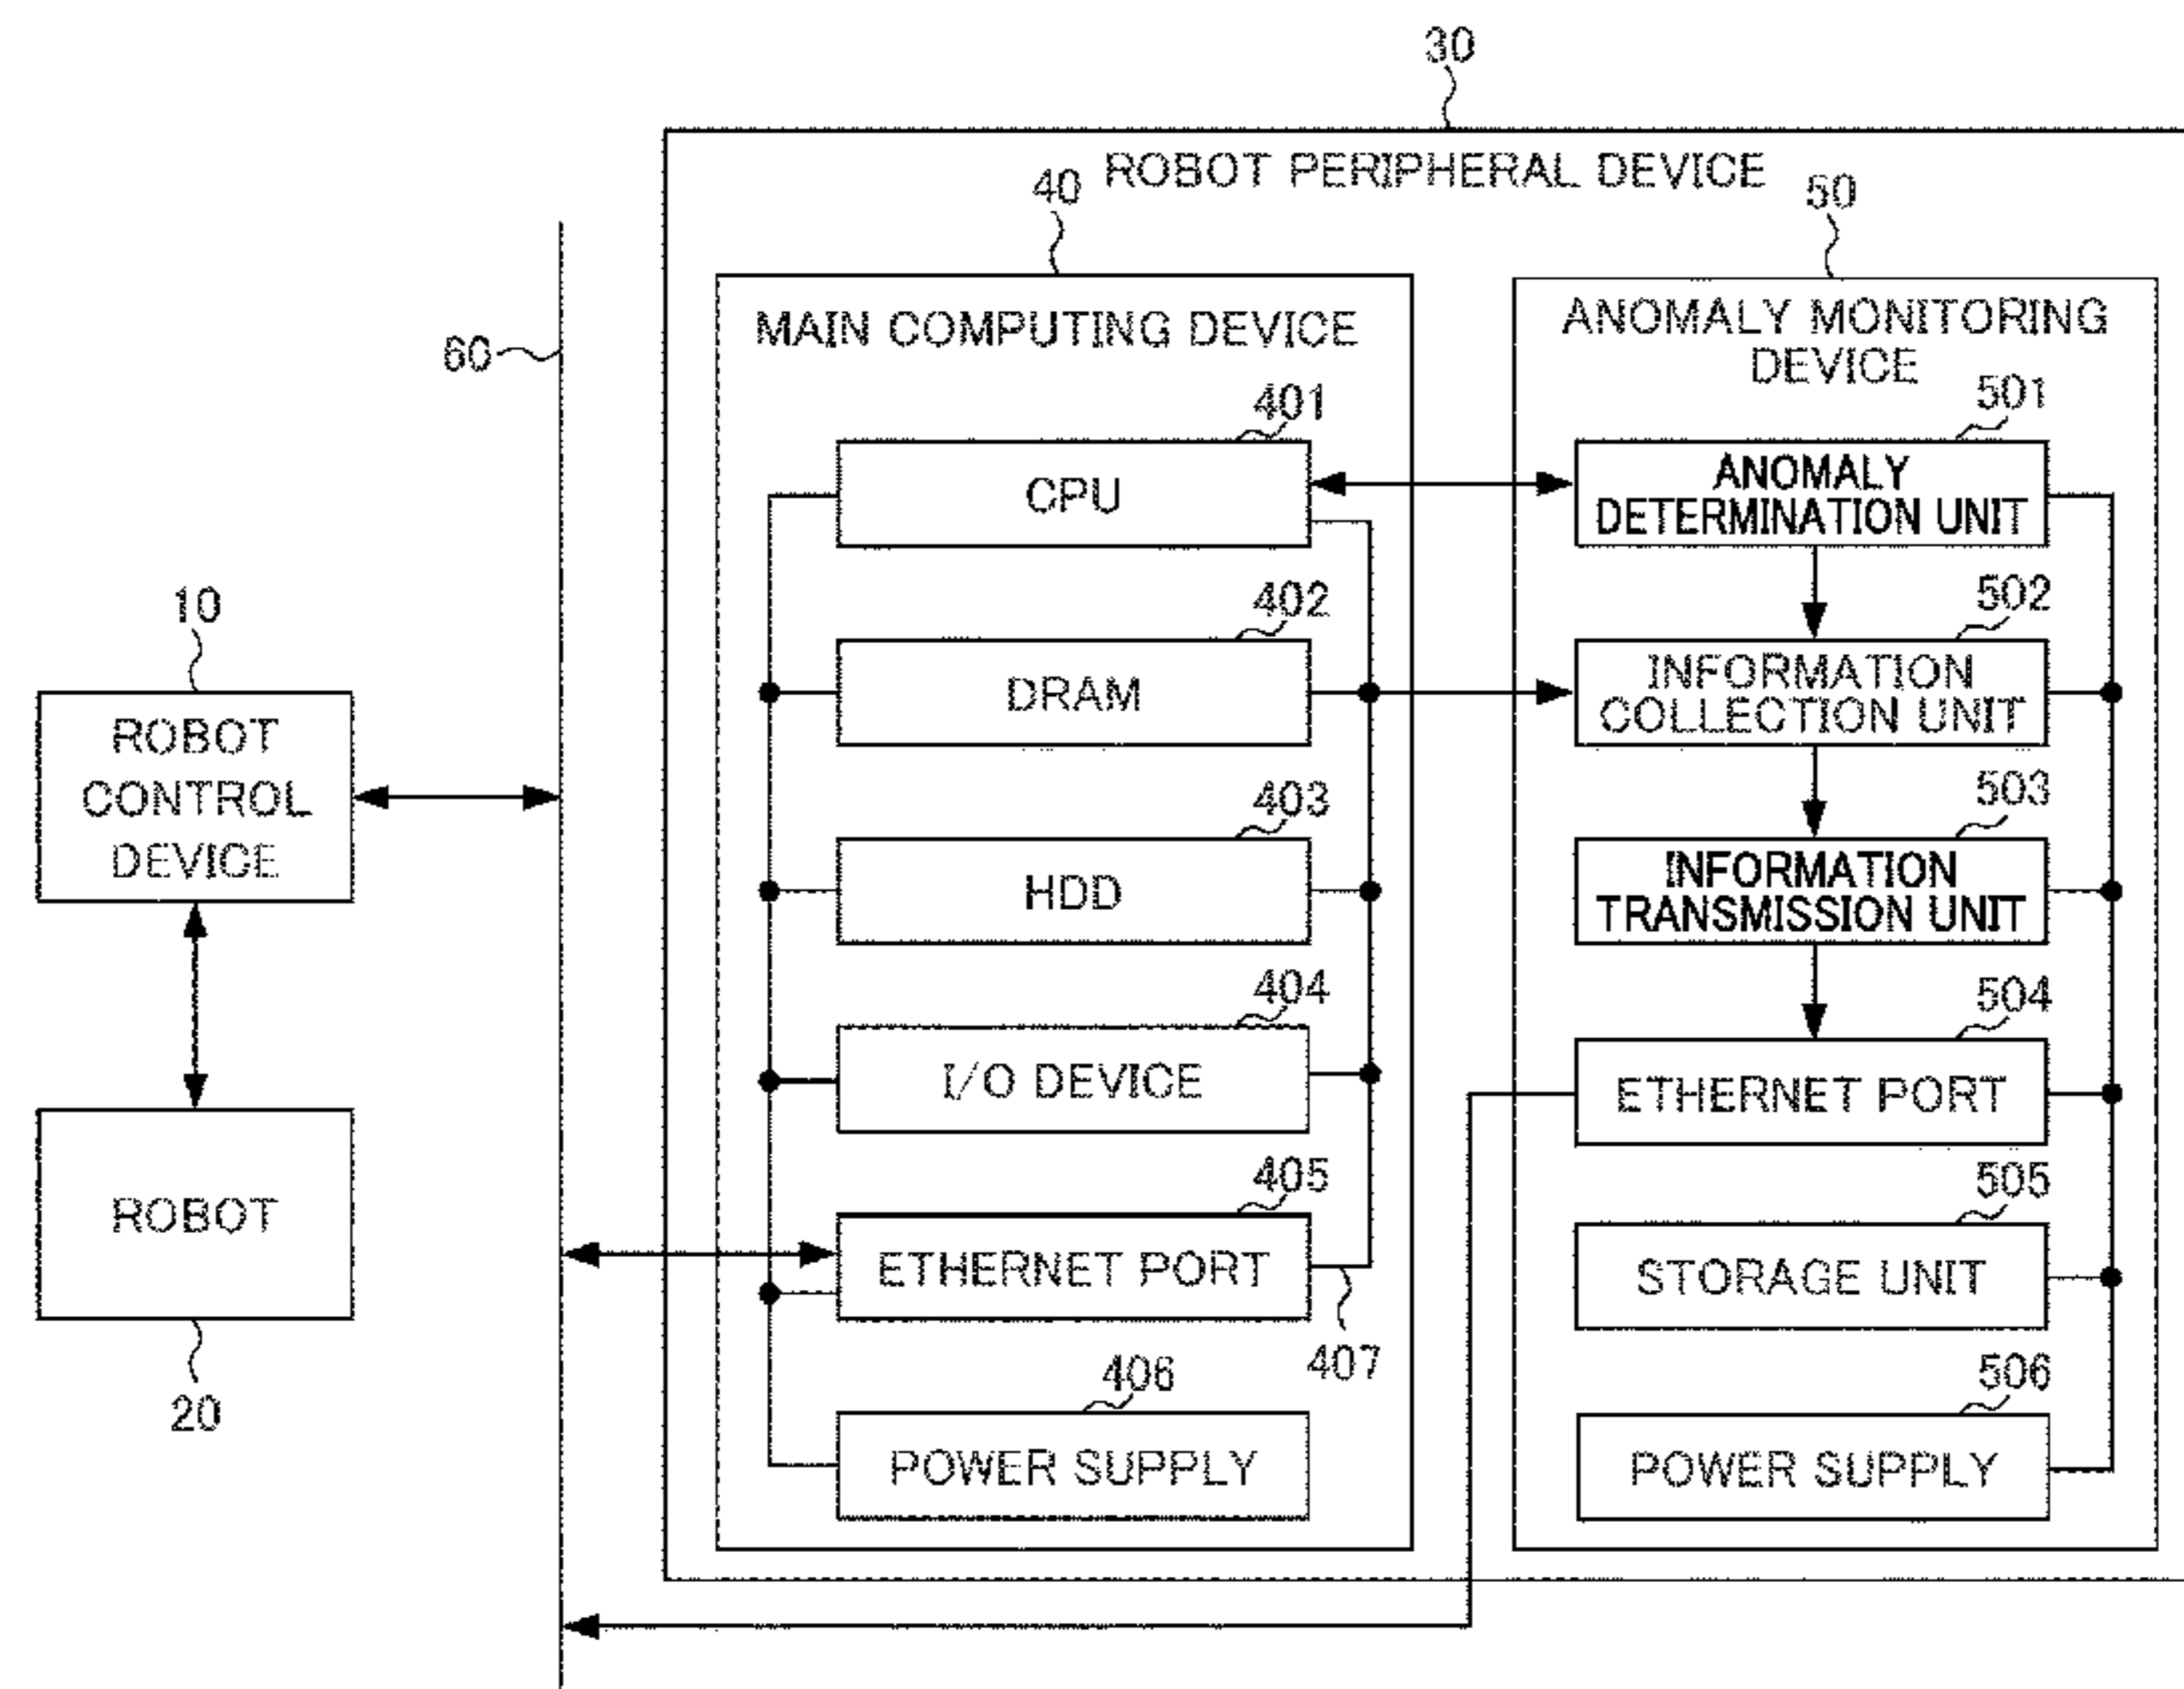 30
ROBOT PERIPHERAL DEVICE
40
50
60
MAIN COMPUTING DEVICE
ANOMALY MONITORING
DEVICE
401
CPU
402
DRAM
403
HDD
404
I/O DEVICE
405
ETHERNET PORT
407
406
POWER SUPPLY
501
ANOMALY
DETERMINATION UNIT
502
INFORMATION
COLLECTION UNIT
503
INFORMATION
TRANSMISSION UNIT
504
ETHERNET PORT
505
STORAGE UNIT
506
POWER SUPPLY
10
ROBOT
CONTROL
DEVICE
ROBOT
20